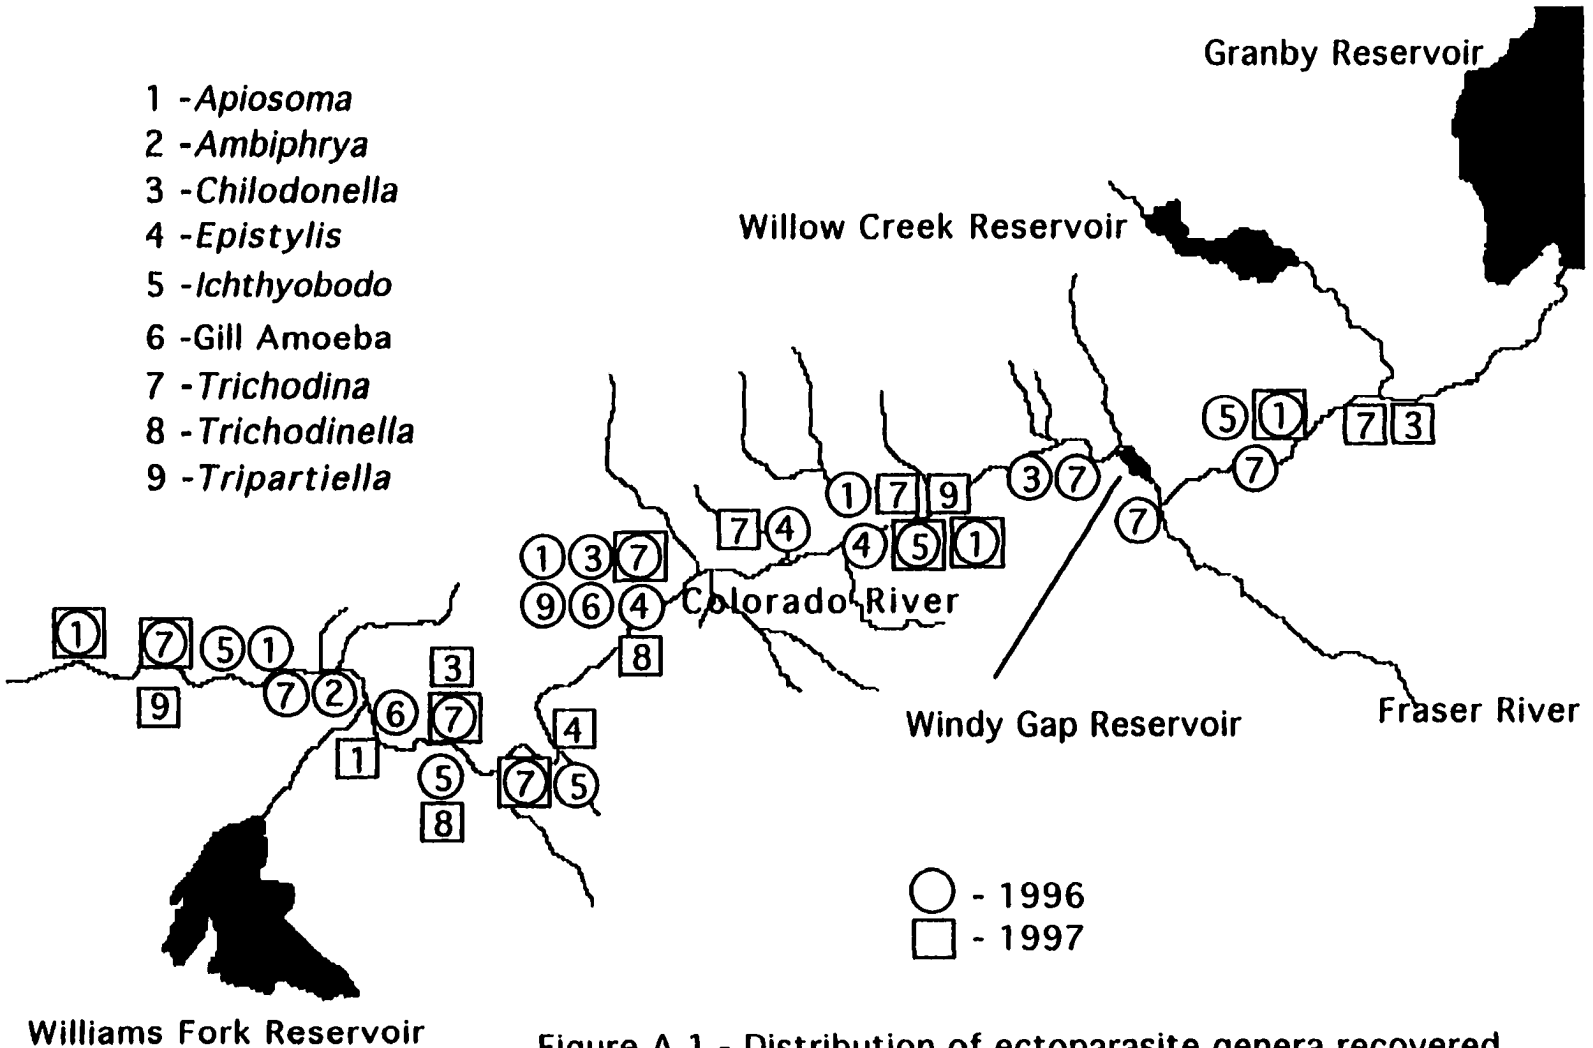 Granby Reservoir
1 -Apiosoma
2 -Ambiphrya
3 -Chilodonella
4 -Epistylis
5 -Ichthyobodo
6 -Gill Amoeba
7 -Trichodina
8 -Trichodinella
9 -Tripartiella
Willow Creek Reservoir
5 1
7 3
7
3 7
1 7 9
7
7 4
4 5 1
1 3 7
9 6 4
Colorado River
8
1
7 5 1
3
7 2
9
6 7
4
1
5
7 5
8
Windy Gap Reservoir
Fraser River
- 1996
- 1997
Williams Fork Reservoir
Figure A.1 - Distribution of ectoparasite genera recovered